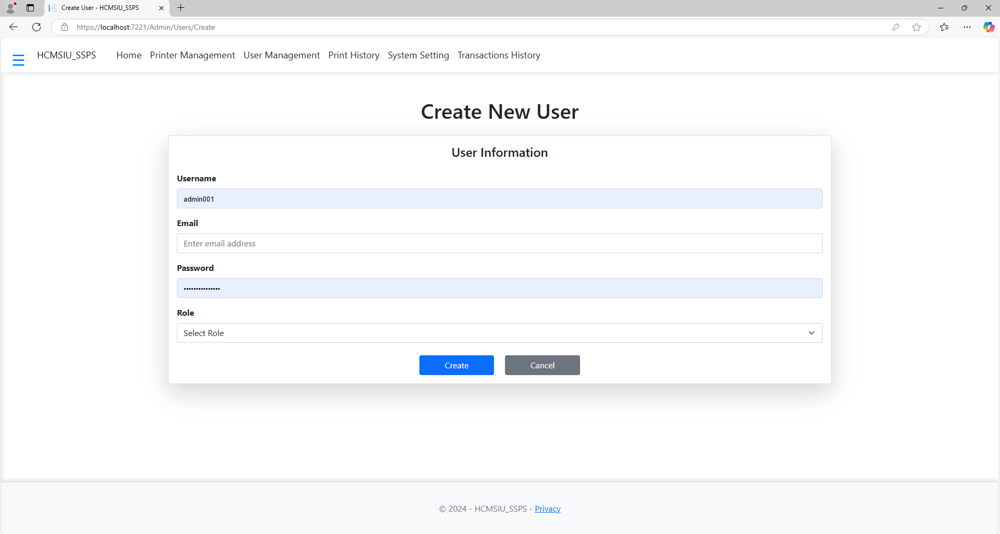 Create User - HCMSIU_SSPS
https://localhost:7221/Admin/Users/Create
HCMSIU_SSPS Home Printer Management User Management Print History System Setting Transactions History
Create New User
User Information
Username
admin001
Email
Enter email address
Password
•••••••••••••••
Role
Select Role
Create Cancel
© 2024 - HCMSIU_SSPS - Privacy